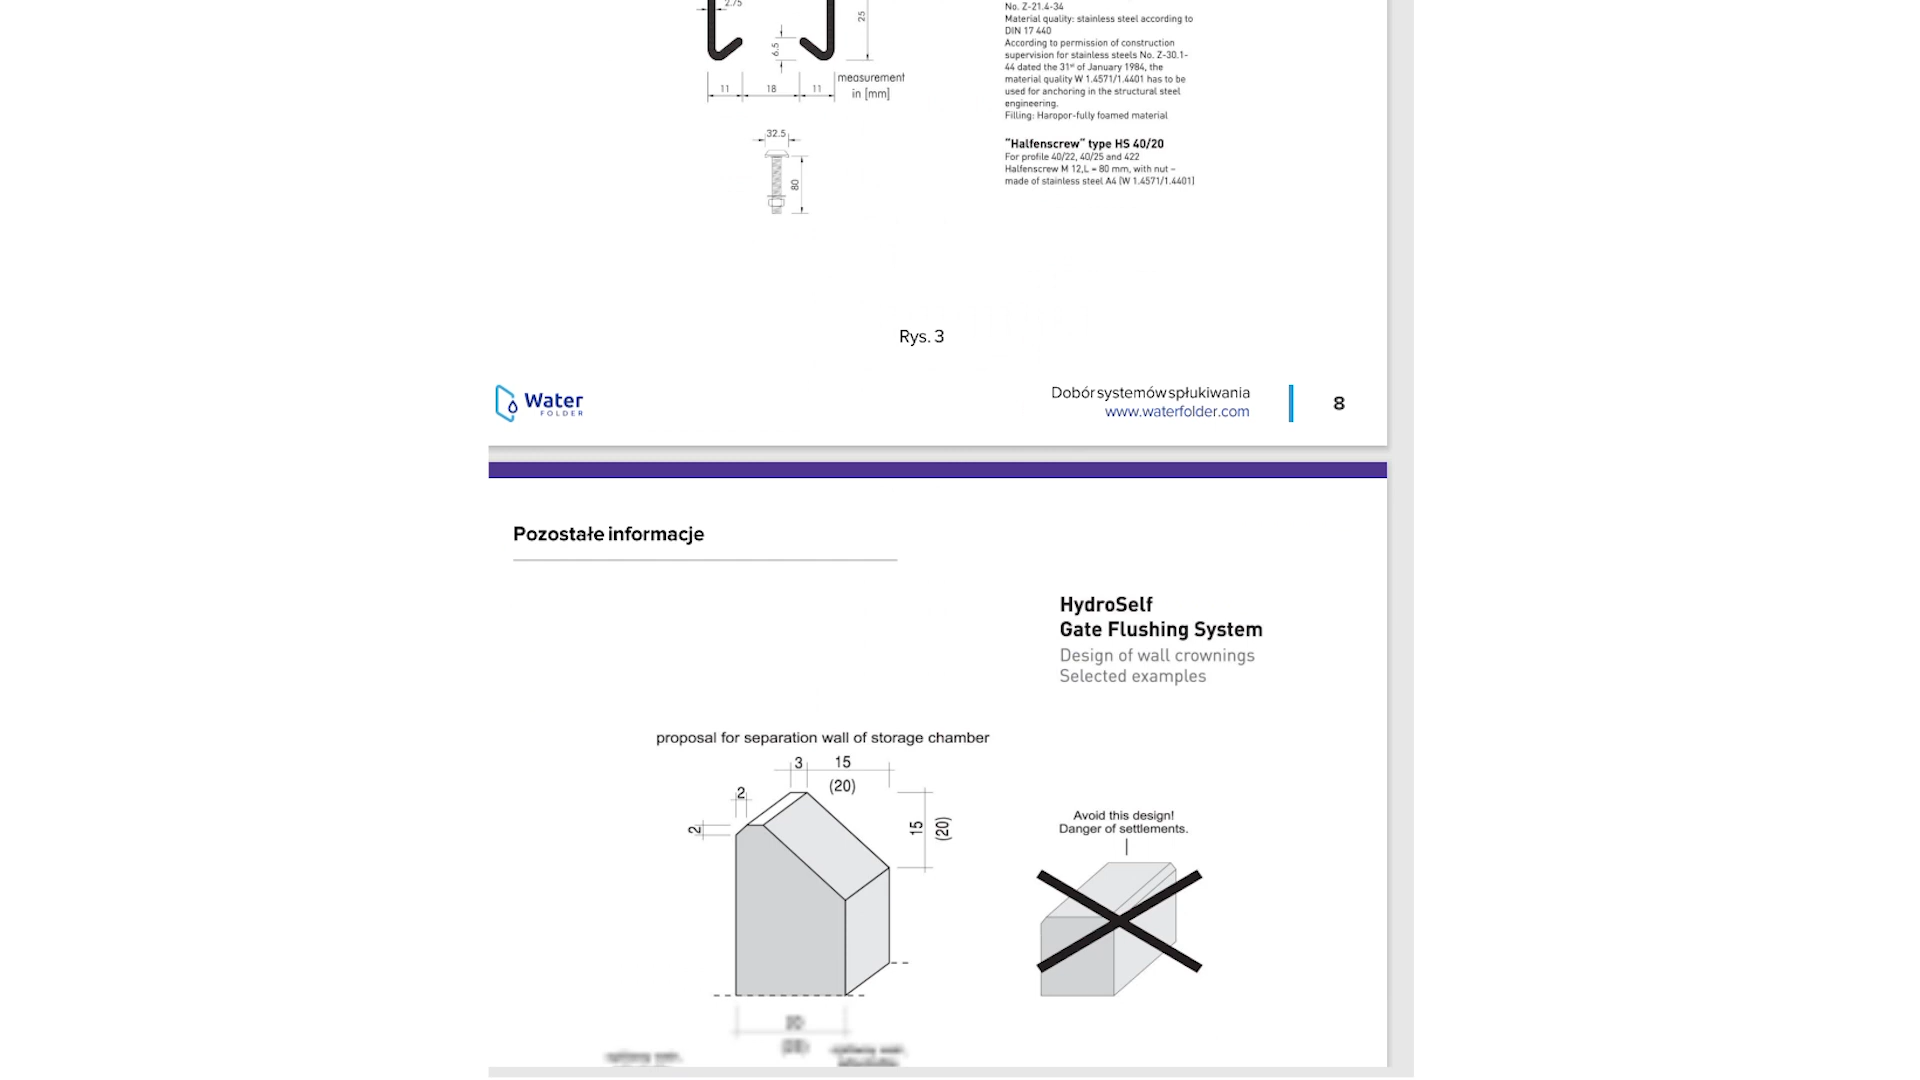 2.75
25
6.5
measurement
in [mm]
11
18
11
32.5
80
No. Z-21.4-34
Material quality: stainless steel according to
DIN 17 440
According to permission of construction
supervision for stainless steels No. Z-30.1-
44 dated the 31st of January 1984, the
material quality W 1.4571/1.4401 has to be
used for anchoring in the structural steel
engineering.
Filling: Haropor-fully foamed material
"Halfenscrew" type HS 40/20
For profile 40/22, 40/25 and 422
Halfenscrew M 12,L = 80 mm, with nut –
made of stainless steel A4 (W 1.4571/1.4401)
Rys. 3
Water
FOLDER
Dobór systemów spłukiwania
www.waterfolder.com
8
Pozostałe informacje
HydroSelf
Gate Flushing System
Design of wall crownings
Selected examples
proposal for separation wall of storage chamber
3
15
(20)
2
2
15
(20)
Avoid this design!
Danger of settlements.